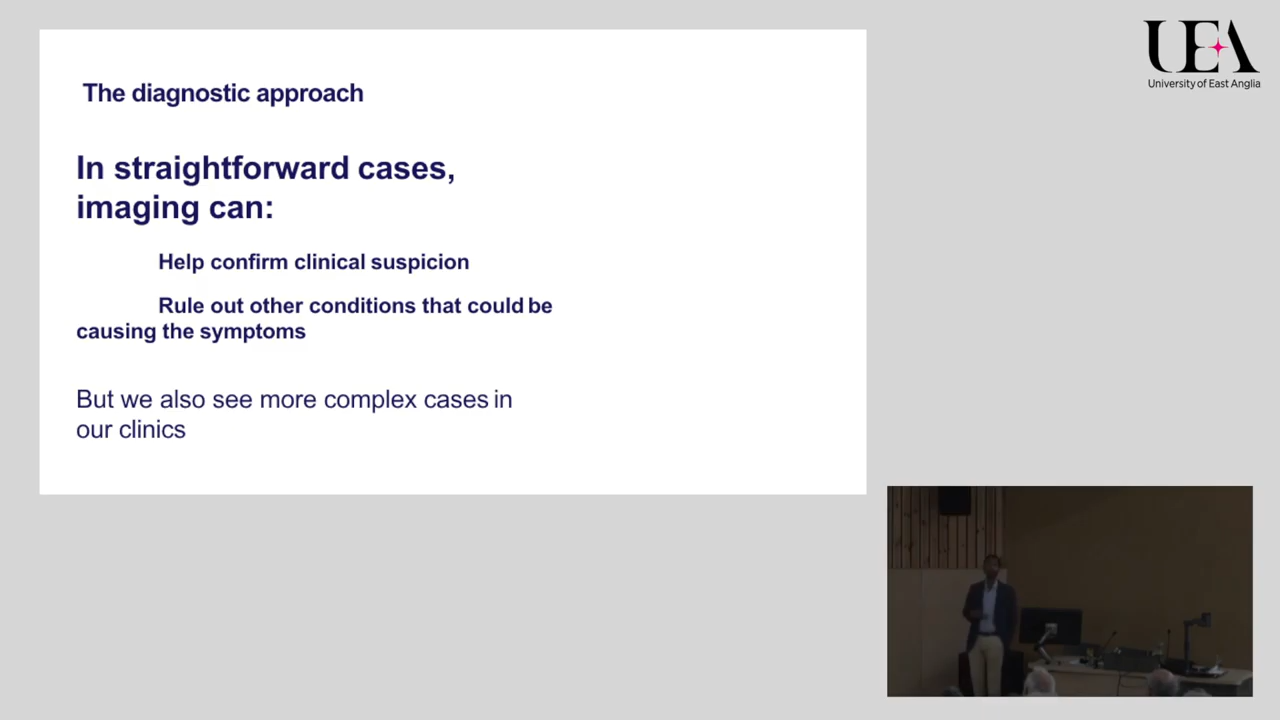 The diagnostic approach
In straightforward cases,
imaging can:
Help confirm clinical suspicion
Rule out other conditions that could be
causing the symptoms
But we also see more complex cases in
our clinics
UEA
University of East Anglia